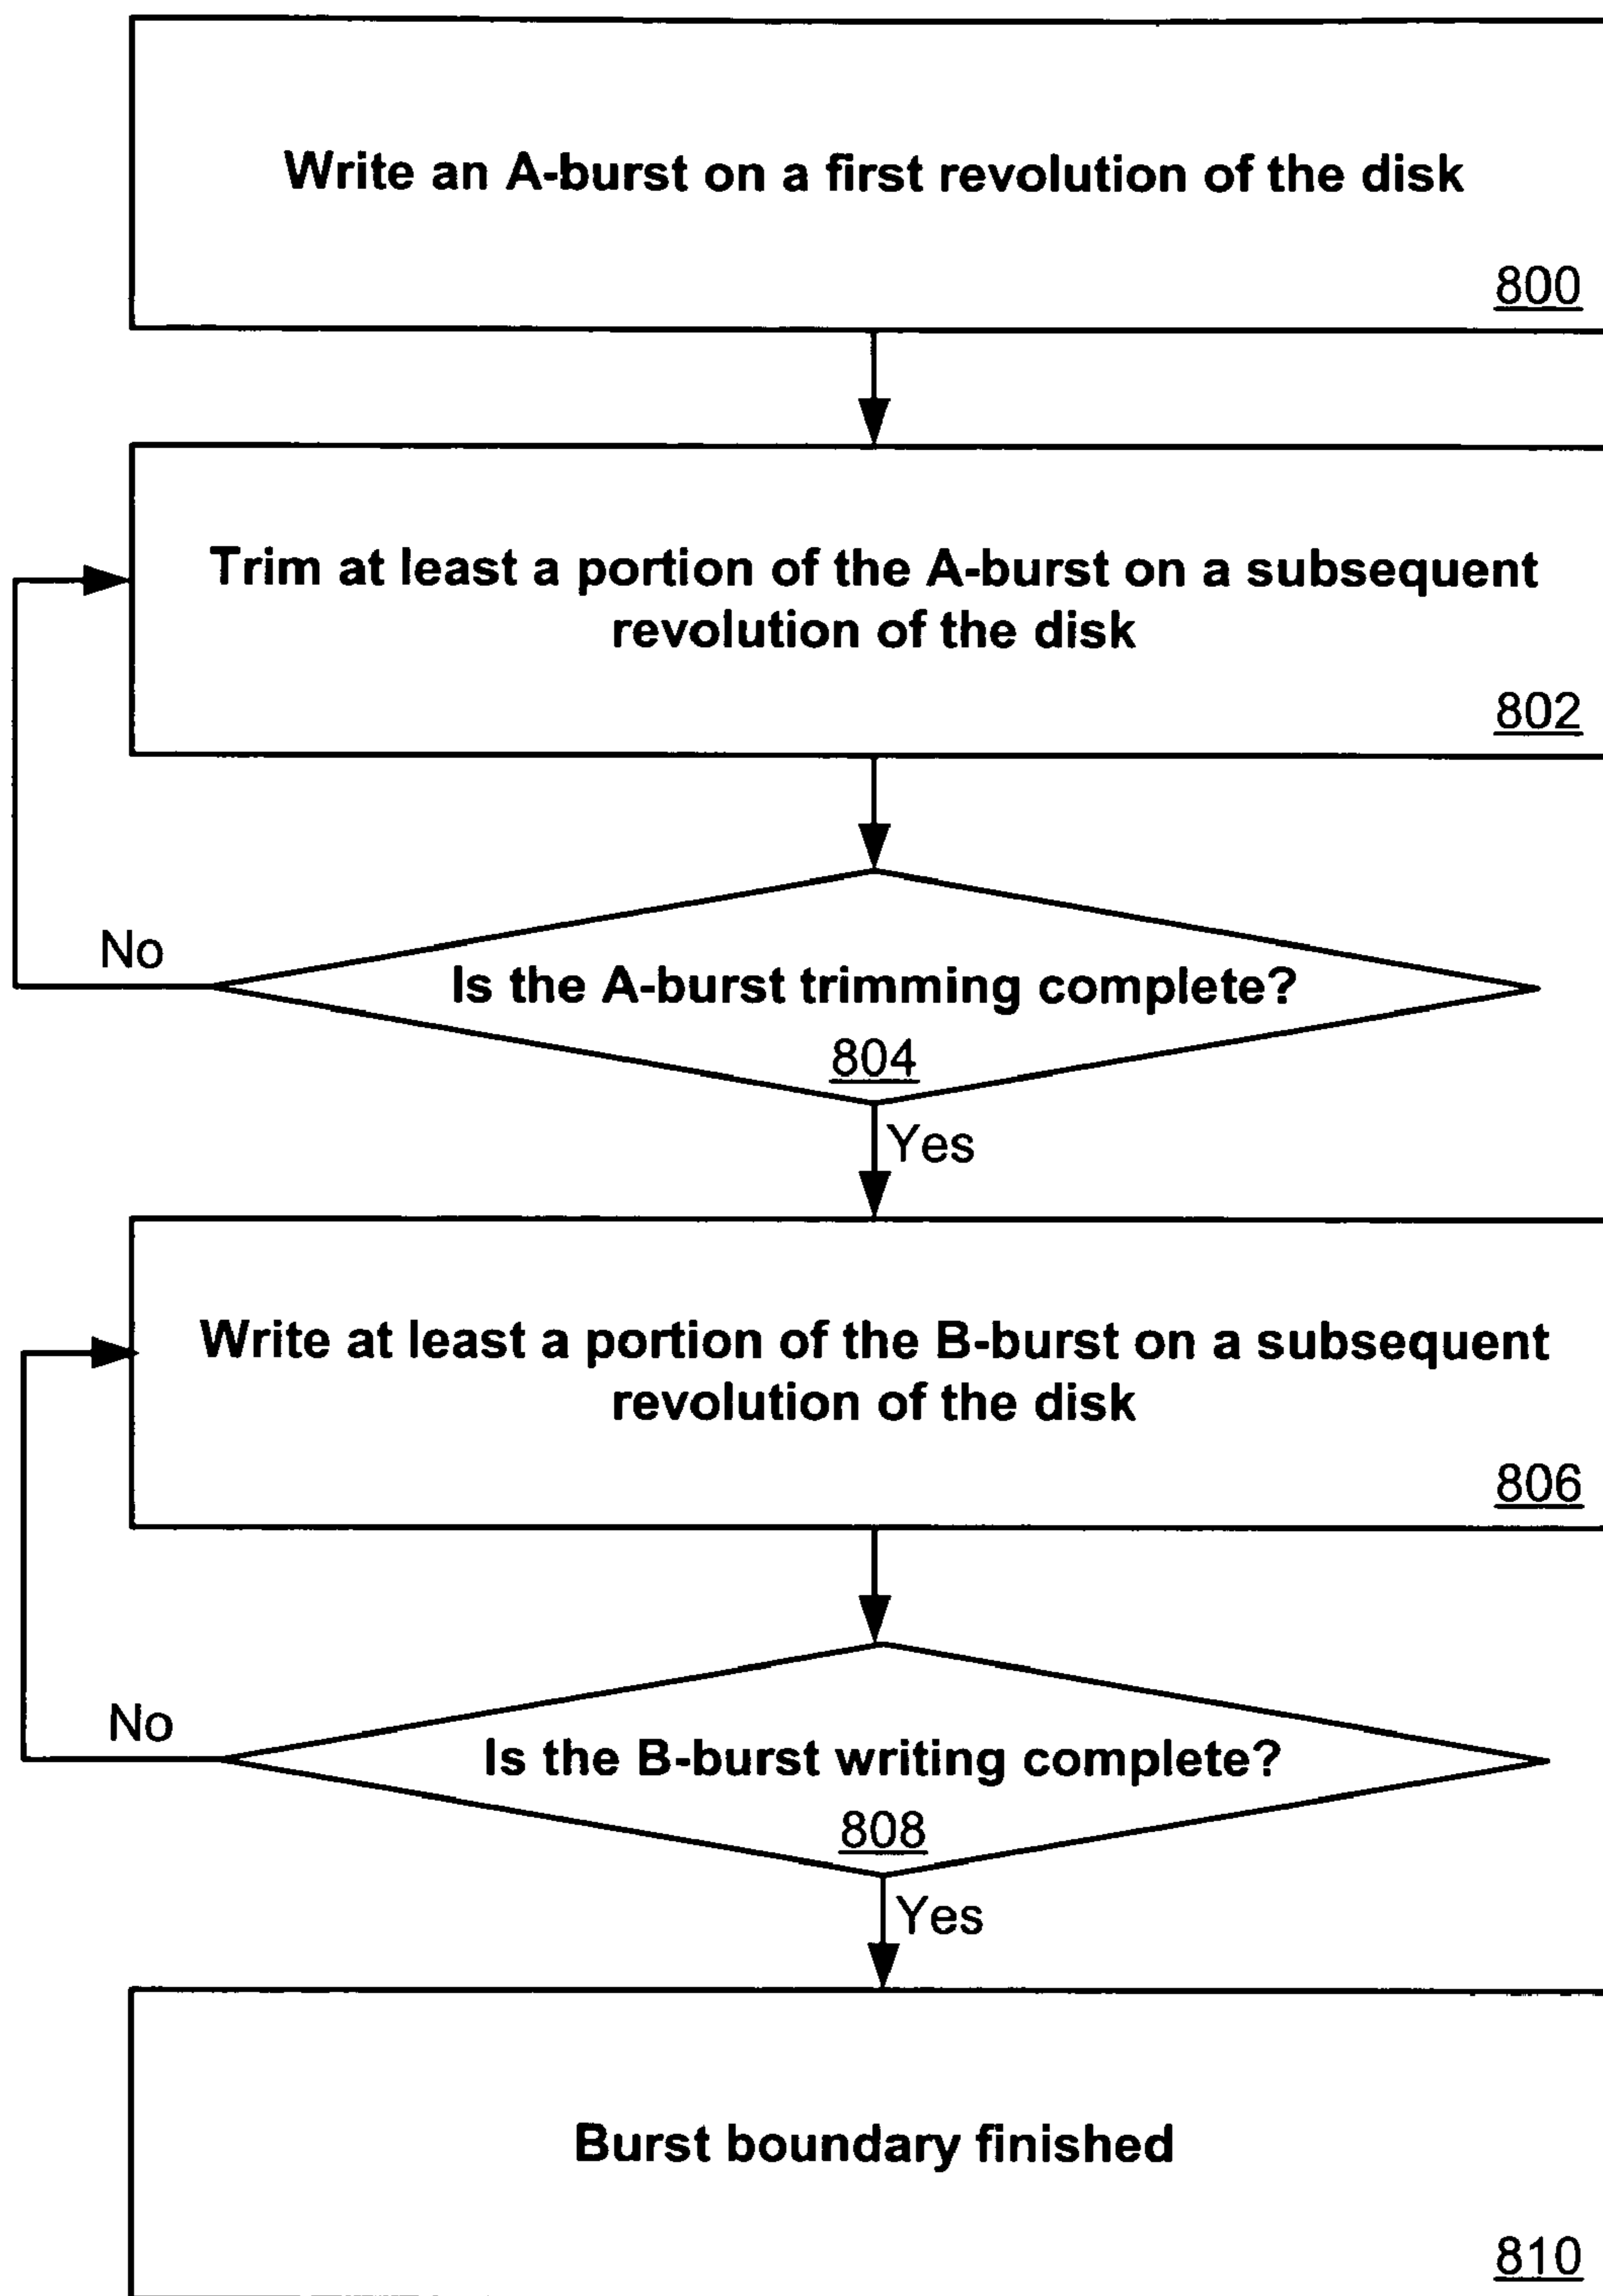 Write an A-burst on a first revolution of the disk
800
Trim at least a portion of the A-burst on a subsequent
revolution of the disk
802
No
Is the A-burst trimming complete?
804
Yes
Write at least a portion of the B-burst on a subsequent
revolution of the disk
806
No
Is the B-burst writing complete?
808
Yes
Burst boundary finished
810